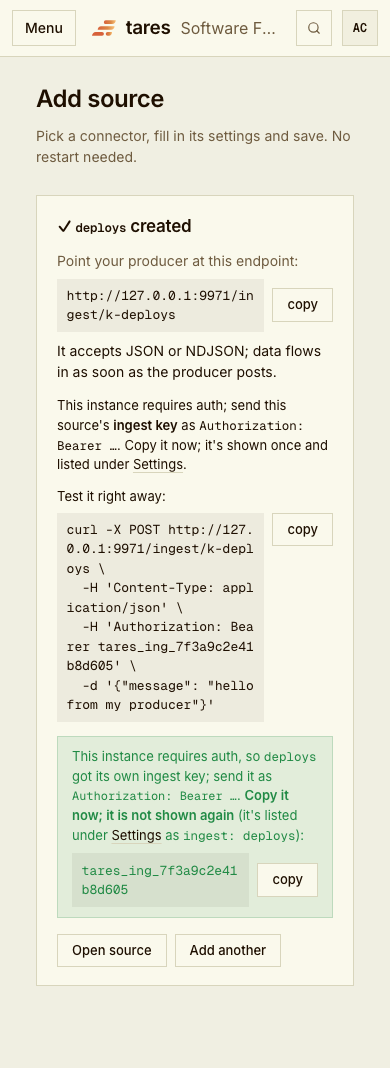 Menu
tares Software F...
AC
Add source
Pick a connector, fill in its settings and save. No
restart needed.
✓ deploys created
Point your producer at this endpoint:
http://127.0.0.1:9971/in
gest/k-deploys
copy
It accepts JSON or NDJSON; data flows
in as soon as the producer posts.
This instance requires auth; send this
source's ingest key as Authorization:
Bearer …. Copy it now; it's shown once and
listed under Settings.
Test it right away:
curl -X POST http://127.
0.0.1:9971/ingest/k-depl
oys \
-H 'Content-Type: appl
ication/json' \
-H 'Authorization: Bea
rer tares_ing_7f3a9c2e41
b8d605' \
-d '{"message": "hello
from my producer"}'
copy
This instance requires auth, so deploys
got its own ingest key; send it as
Authorization: Bearer …. Copy it
now; it is not shown again (it's listed
under Settings as ingest: deploys):
tares_ing_7f3a9c2e41
b8d605
copy
Open source
Add another